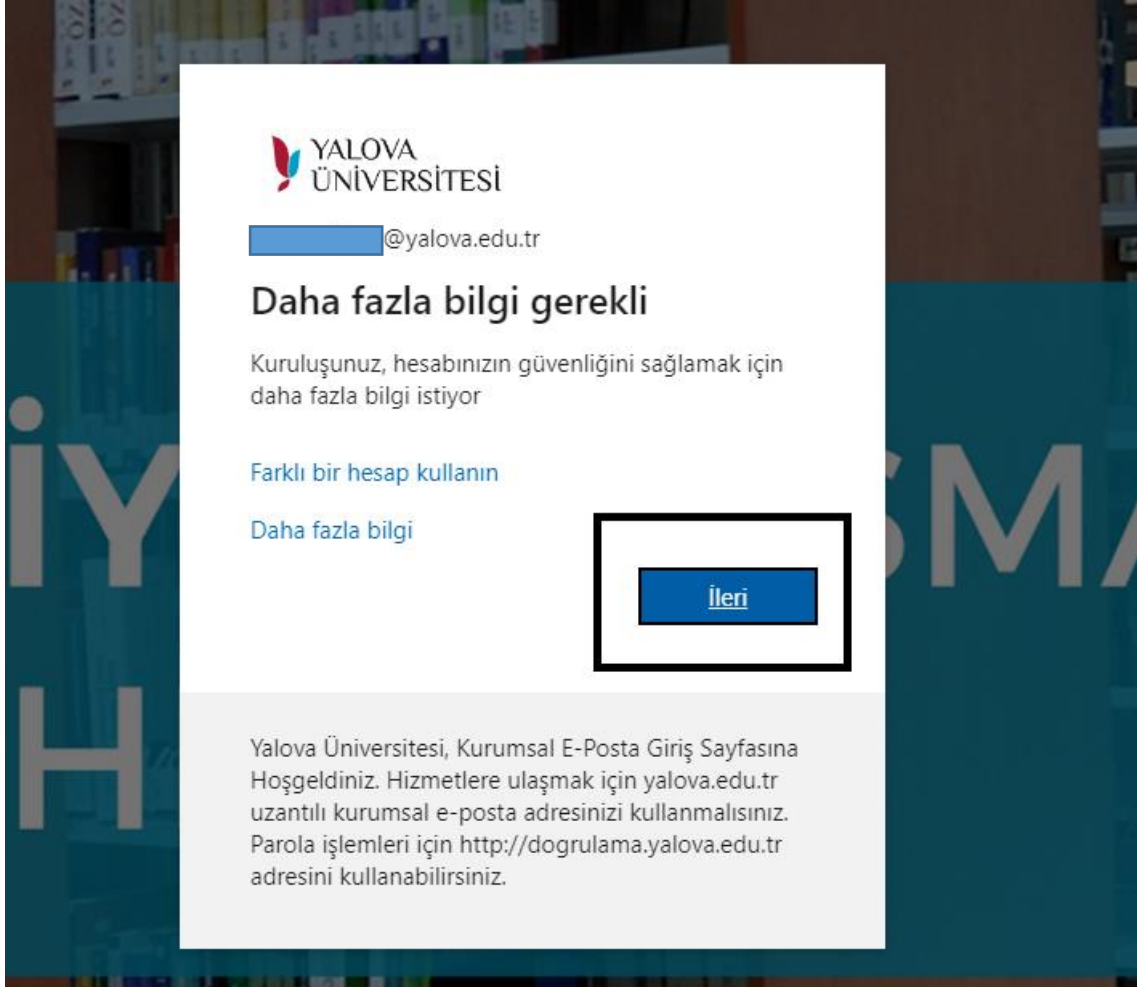 YALOVA
ÜNİVERSİTESİ
@yalova.edu.tr
Daha fazla bilgi gerekli
Kuruluşunuz, hesabınızın güvenliğini sağlamak için
daha fazla bilgi istiyor
Farklı bir hesap kullanın
Daha fazla bilgi
İleri
Yalova Üniversitesi, Kurumsal E-Posta Giriş Sayfasına
Hoşgeldiniz. Hizmetlere ulaşmak için yalova.edu.tr
uzantılı kurumsal e-posta adresinizi kullanmalısınız.
Parola işlemleri için http://dogrulama.yalova.edu.tr
adresini kullanabilirsiniz.